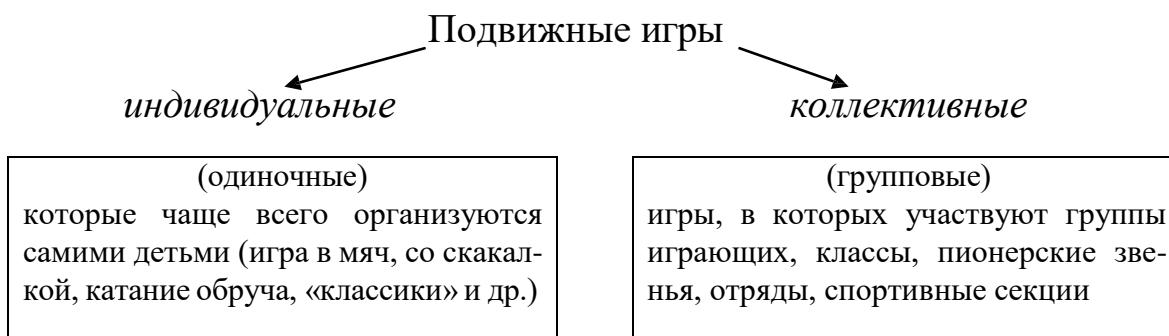 Подвижные игры
индивидуальные
коллективные
(одиночные)
которые чаще всего организуются
самими детьми (игра в мяч, со скакал-
кой, катание обруча, «классики» и др.)
(групповые)
игры, в которых участвуют группы
играющих, классы, пионерские зве-
нья, отряды, спортивные секции